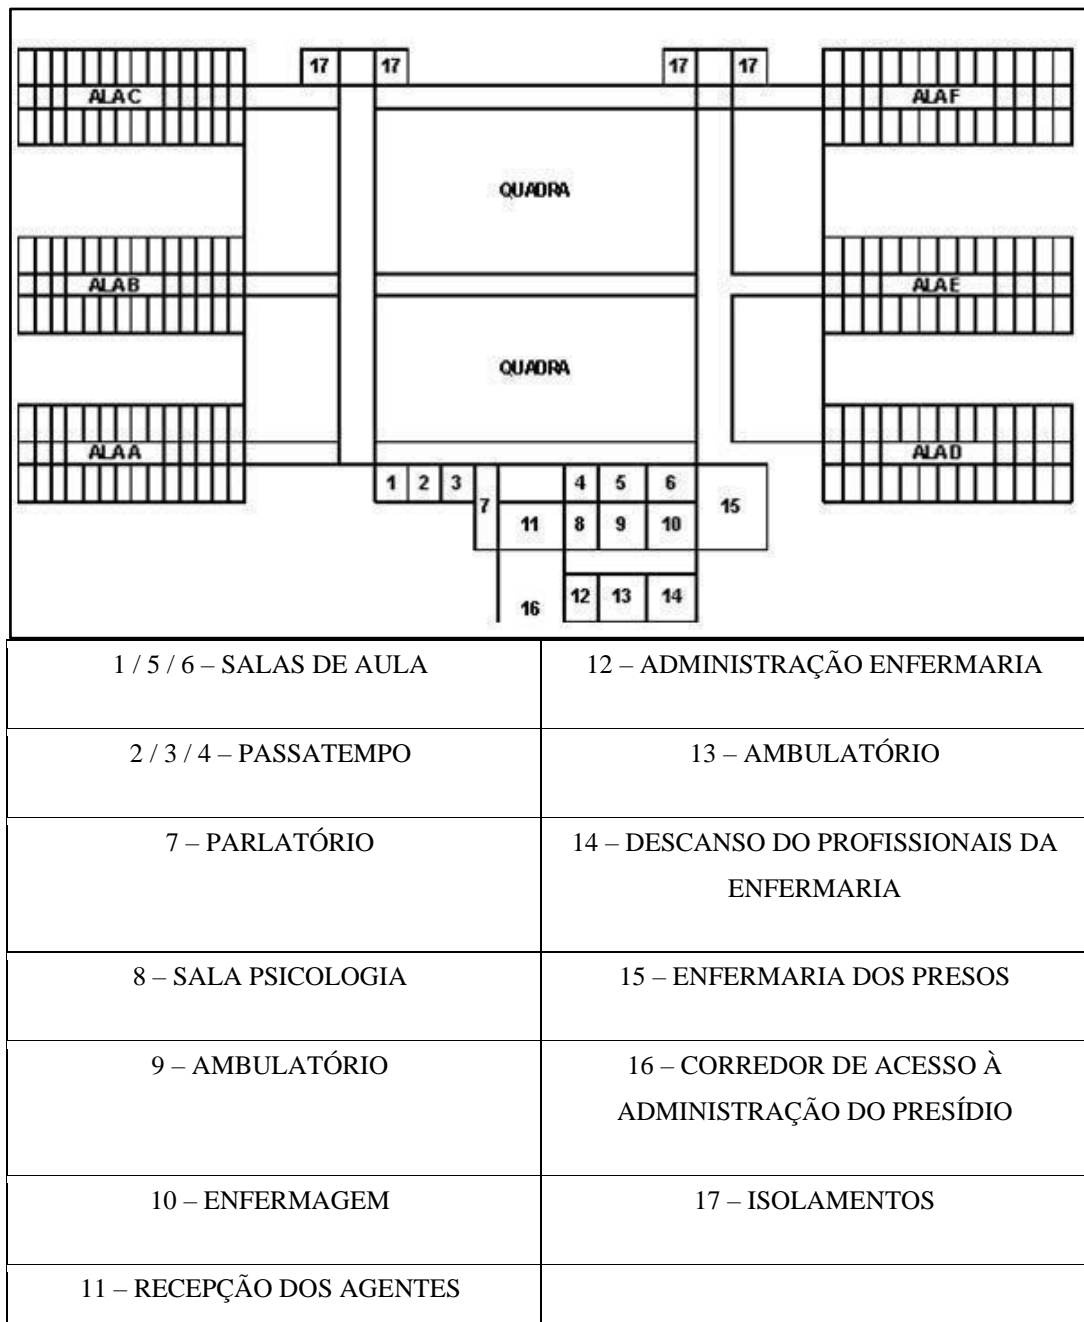 17 17 17 17
ALA C ALA F
QUADRA
ALA B ALA E
QUADRA
ALA A ALA D
1 2 3 4 5 6
7 15
11 8 9 10
12 13 14
16
1 / 5 / 6 – SALAS DE AULA 12 – ADMINISTRAÇÃO ENFERMARIA
2 / 3 / 4 – PASSATEMPO 13 – AMBULATÓRIO
7 – PARLATÓRIO 14 – DESCANSO DO PROFISSIONAIS DA
ENFERMARIA
8 – SALA PSICOLOGIA 15 – ENFERMARIA DOS PRESOS
9 – AMBULATÓRIO 16 – CORREDOR DE ACESSO À
ADMINISTRAÇÃO DO PRESÍDIO
10 – ENFERMAGEM 17 – ISOLAMENTOS
11 – RECEPÇÃO DOS AGENTES